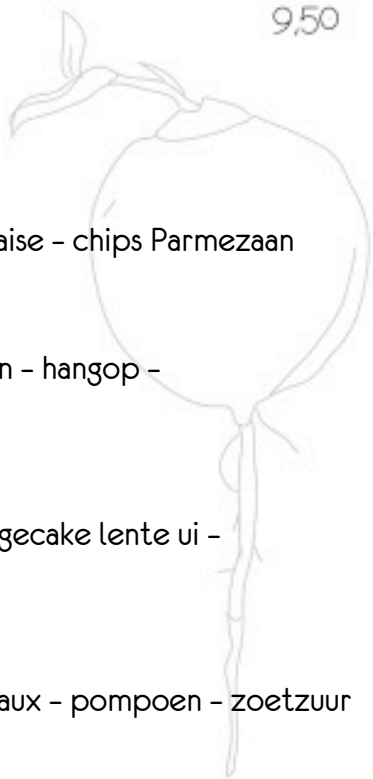 9,50
aise - chips Parmezaan
n - hangop -
gecake lente ui -
aux - pompoen - zoetzuur